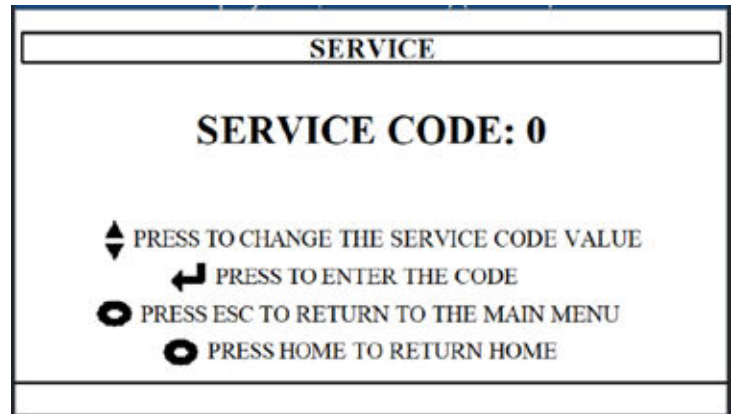 SERVICE
SERVICE CODE: 0
PRESS TO CHANGE THE SERVICE CODE VALUE
PRESS TO ENTER THE CODE
PRESS ESC TO RETURN TO THE MAIN MENU
PRESS HOME TO RETURN HOME